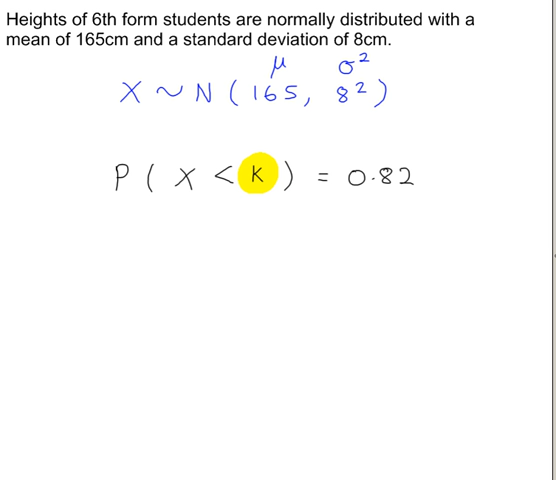 Heights of 6th form students are normally distributed with a
mean of 165cm and a standard deviation of 8cm.
μ σ²
X ~ N ( 165, 8² )
P ( X < K ) = 0.82